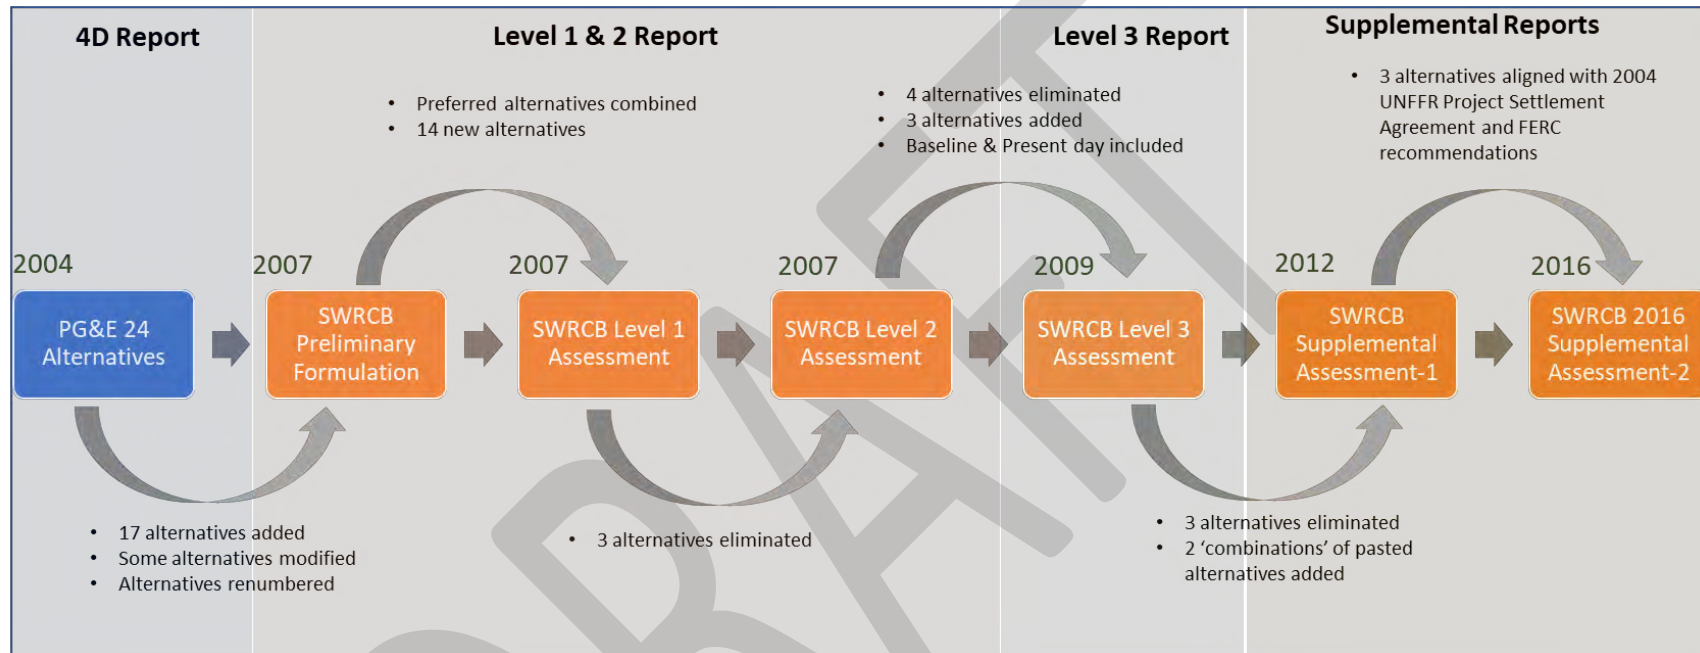 4D Report
Level 1 & 2 Report
Level 3 Report
Supplemental Reports
• Preferred alternatives combined
• 14 new alternatives
• 4 alternatives eliminated
• 3 alternatives added
• Baseline & Present day included
• 3 alternatives aligned with 2004
UNFFR Project Settlement
Agreement and FERC
recommendations
2004
2007
2007
2007
2009
2012
2016
PG&E 24
Alternatives
SWRCB
Preliminary
Formulation
SWRCB Level 1
Assessment
SWRCB Level 2
Assessment
SWRCB Level 3
Assessment
SWRCB
Supplemental
Assessment-1
SWRCB 2016
Supplemental
Assessment-2
• 17 alternatives added
• Some alternatives modified
• Alternatives renumbered
• 3 alternatives eliminated
• 3 alternatives eliminated
• 2 ‘combinations’ of pasted
alternatives added
DRAFT